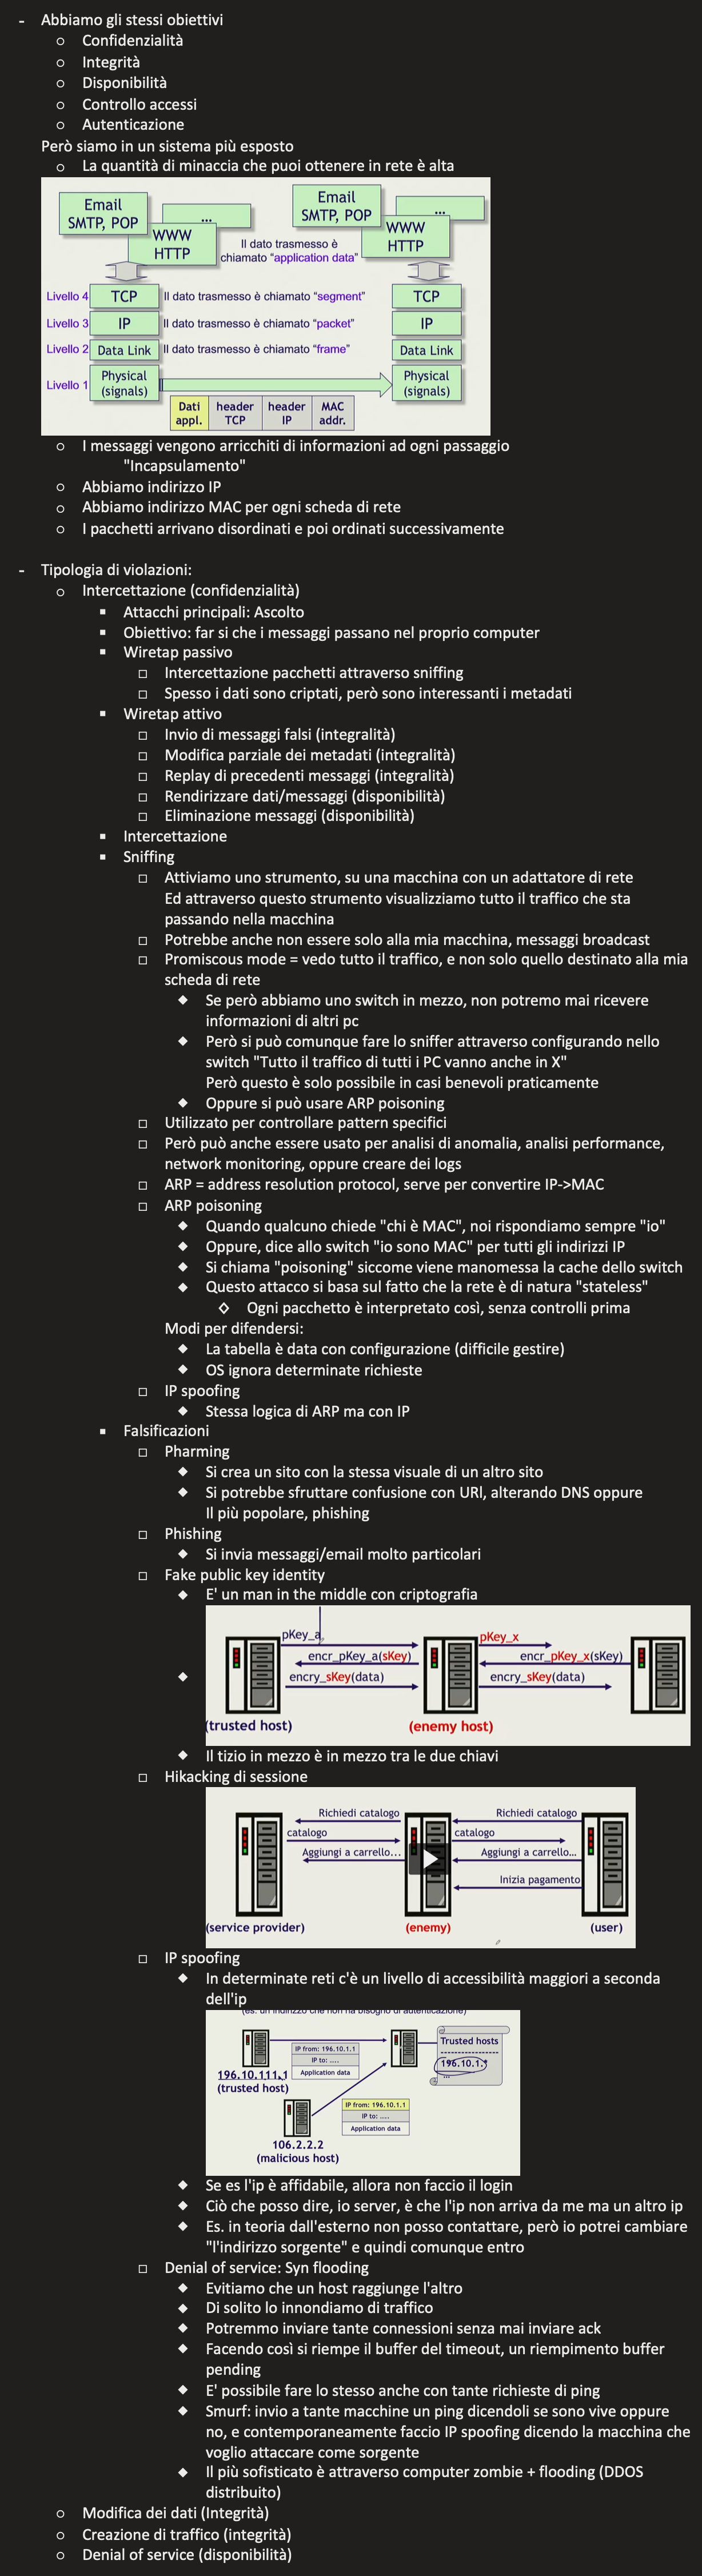 - Abbiamo gli stessi obiettivi
o Confidenzialità
o Integrità
o Disponibilità
o Controllo accessi
o Autenticazione
Però siamo in un sistema più esposto
o La quantità di minaccia che puoi ottenere in rete è alta
Email
SMTP, POP
...
WWW
HTTP
Il dato trasmesso è
chiamato "application data"
Email
SMTP, POP
...
WWW
HTTP
Livello 4 TCP Il dato trasmesso è chiamato "segment" TCP
Livello 3 IP Il dato trasmesso è chiamato "packet" IP
Livello 2 Data Link Il dato trasmesso è chiamato "frame" Data Link
Livello 1 Physical
(signals)
Physical
(signals)
Dati
appl.
header
TCP
header
IP
MAC
addr.
o I messaggi vengono arricchiti di informazioni ad ogni passaggio
"Incapsulamento"
o Abbiamo indirizzo IP
o Abbiamo indirizzo MAC per ogni scheda di rete
o I pacchetti arrivano disordinati e poi ordinati successivamente
- Tipologia di violazioni:
o Intercettazione (confidenzialità)
▪ Attacchi principali: Ascolto
▪ Obiettivo: far si che i messaggi passano nel proprio computer
▪ Wiretap passivo
□ Intercettazione pacchetti attraverso sniffing
□ Spesso i dati sono criptati, però sono interessanti i metadati
▪ Wiretap attivo
□ Invio di messaggi falsi (integralità)
□ Modifica parziale dei metadati (integralità)
□ Replay di precedenti messaggi (integralità)
□ Rendirizzare dati/messaggi (disponibilità)
□ Eliminazione messaggi (disponibilità)
▪ Intercettazione
▪ Sniffing
□ Attiviamo uno strumento, su una macchina con un adattatore di rete
Ed attraverso questo strumento visualizziamo tutto il traffico che sta
passando nella macchina
□ Potrebbe anche non essere solo alla mia macchina, messaggi broadcast
□ Promiscous mode = vedo tutto il traffico, e non solo quello destinato alla mia
scheda di rete
◆ Se però abbiamo uno switch in mezzo, non potremo mai ricevere
informazioni di altri pc
◆ Però si può comunque fare lo sniffer attraverso configurando nello
switch "Tutto il traffico di tutti i PC vanno anche in X"
Però questo è solo possibile in casi benevoli praticamente
◆ Oppure si può usare ARP poisoning
□ Utilizzato per controllare pattern specifici
□ Però può anche essere usato per analisi di anomalia, analisi performance,
network monitoring, oppure creare dei logs
□ ARP = address resolution protocol, serve per convertire IP->MAC
□ ARP poisoning
◆ Quando qualcuno chiede "chi è MAC", noi rispondiamo sempre "io"
◆ Oppure, dice allo switch "io sono MAC" per tutti gli indirizzi IP
◆ Si chiama "poisoning" siccome viene manomessa la cache dello switch
◆ Questo attacco si basa sul fatto che la rete è di natura "stateless"
◇ Ogni pacchetto è interpretato così, senza controlli prima
Modi per difendersi:
◆ La tabella è data con configurazione (difficile gestire)
◆ OS ignora determinate richieste
□ IP spoofing
◆ Stessa logica di ARP ma con IP
▪ Falsificazioni
□ Pharming
◆ Si crea un sito con la stessa visuale di un altro sito
◆ Si potrebbe sfruttare confusione con URl, alterando DNS oppure
Il più popolare, phishing
□ Phishing
◆ Si invia messaggi/email molto particolari
□ Fake public key identity
◆ E' un man in the middle con criptografia
pKey_a pKey_x
encr_pKey_a(sKey) encr_pKey_x(sKey)
encry_sKey(data) encry_sKey(data)
(trusted host) (enemy host)
◆ Il tizio in mezzo è in mezzo tra le due chiavi
□ Hikacking di sessione
Richiedi catalogo Richiedi catalogo
catalogo catalogo
Aggiungi a carrello... Aggiungi a carrello...
Inizia pagamento
(service provider) (enemy) (user)
□ IP spoofing
◆ In determinate reti c'è un livello di accessibilità maggiori a seconda
dell'ip
(es. un indirizzo che non ha bisogno di autenticazione)
IP from: 196.10.1.1
IP to: ....
Application data
Trusted hosts
196.10.1.*
...
196.10.111.1
(trusted host)
IP from: 196.10.1.1
IP to: ....
Application data
106.2.2.2
(malicious host)
◆ Se es l'ip è affidabile, allora non faccio il login
◆ Ciò che posso dire, io server, è che l'ip non arriva da me ma un altro ip
◆ Es. in teoria dall'esterno non posso contattare, però io potrei cambiare
"l'indirizzo sorgente" e quindi comunque entro
□ Denial of service: Syn flooding
◆ Evitiamo che un host raggiunge l'altro
◆ Di solito lo innondiamo di traffico
◆ Potremmo inviare tante connessioni senza mai inviare ack
◆ Facendo così si riempe il buffer del timeout, un riempimento buffer
pending
◆ E' possibile fare lo stesso anche con tante richieste di ping
◆ Smurf: invio a tante macchine un ping dicendoli se sono vive oppure
no, e contemporaneamente faccio IP spoofing dicendo la macchina che
voglio attaccare come sorgente
◆ Il più sofisticato è attraverso computer zombie + flooding (DDOS
distribuito)
o Modifica dei dati (Integrità)
o Creazione di traffico (integrità)
o Denial of service (disponibilità)